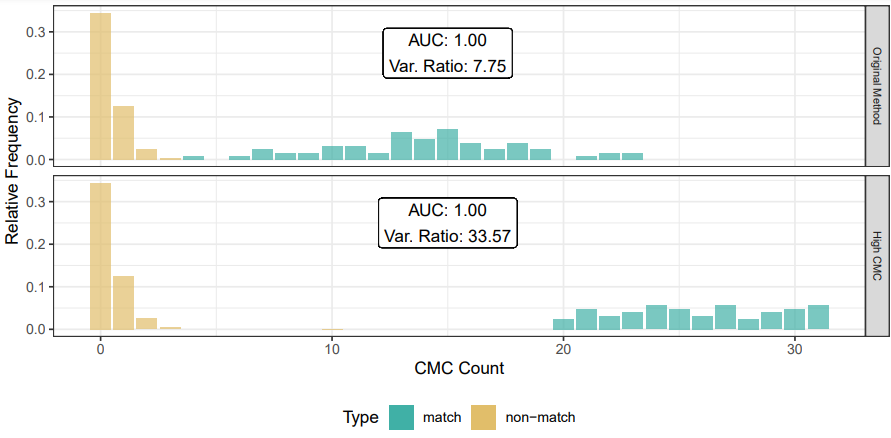 Relative Frequency
0.3
0.2
0.1
0.0
AUC: 1.00
Var. Ratio: 7.75
Original Method
0.3
0.2
0.1
0.0
AUC: 1.00
Var. Ratio: 33.57
High CMC
0 10 20 30
CMC Count
Type match non−match